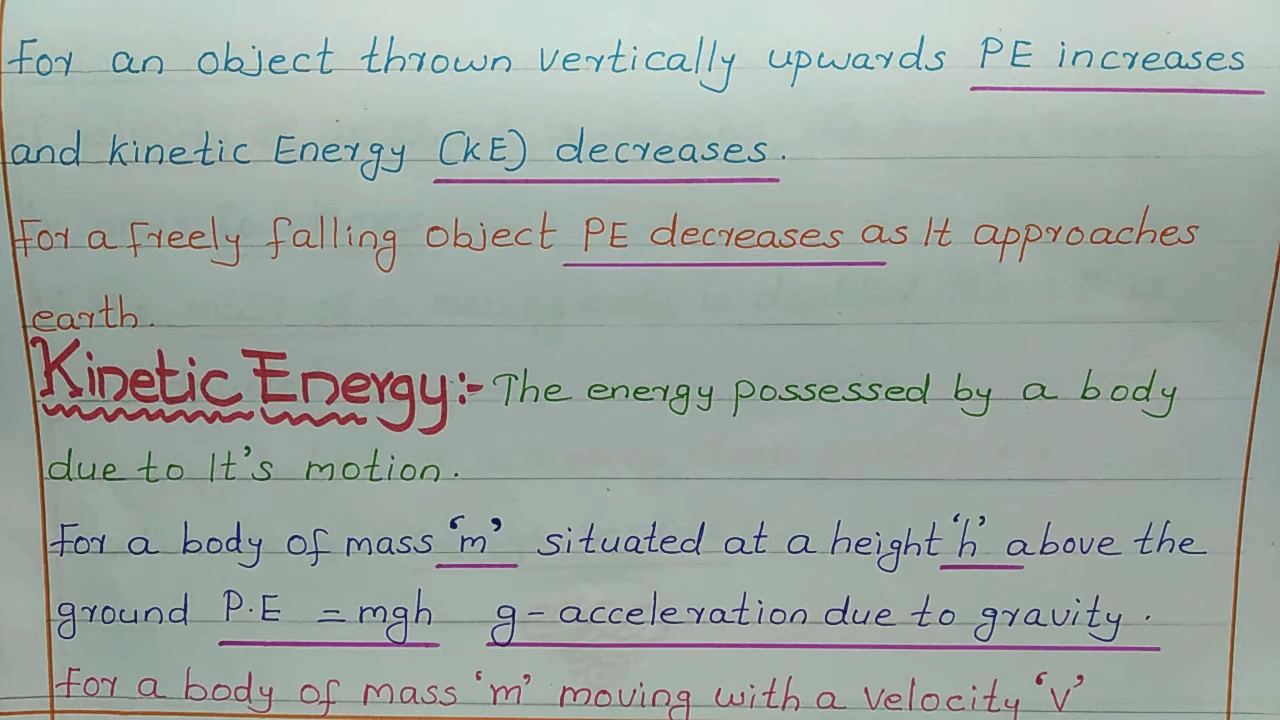 For an object thrown vertically upwards PE increases
and kinetic Energy (KE) decreases.
For a freely falling object PE decreases as It approaches
earth.
Kinetic Energy:- The energy possessed by a body
due to It's motion.
For a body of mass 'm' situated at a height 'h' above the
ground P.E = mgh g - acceleration due to gravity.
For a body of mass 'm' moving with a velocity 'v'